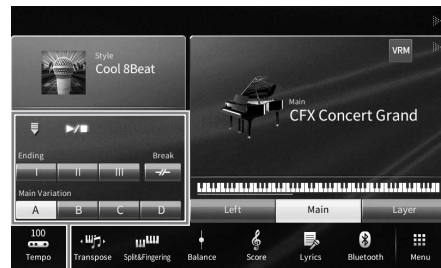 Style
Cool 8Beat
VRM
Main
CFX Concert Grand
Ending
Break
I
II
III
Main Variation
A
B
C
D
Left
Main
Layer
100
Tempo
Transpose
Split&Fingering
Balance
Score
Lyrics
Bluetooth
Menu